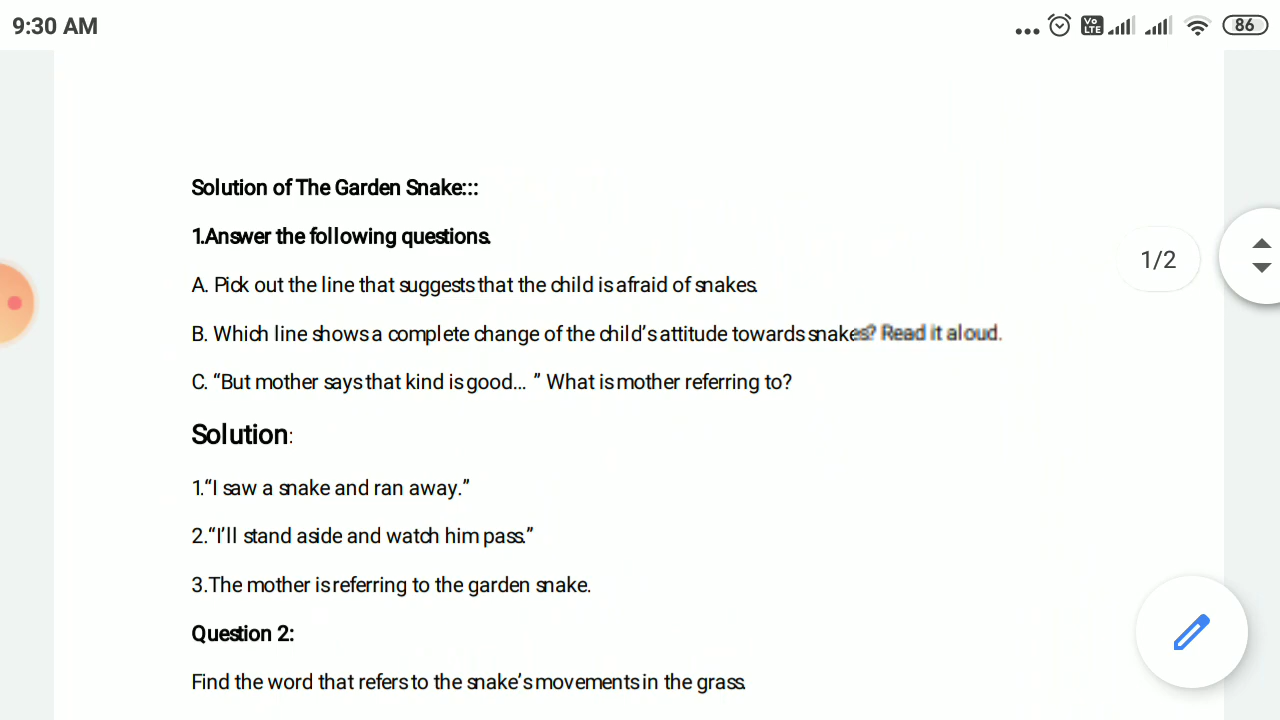 9:30 AM
Vo LTE 86
Solution of The Garden Snake:::
1.Answer the following questions.
A. Pick out the line that suggests that the child is afraid of snakes.
B. Which line shows a complete change of the child's attitude towards snakes? Read it aloud.
1/2
C. “But mother says that kind is good... ” What is mother referring to?
Solution:
1.“I saw a snake and ran away.”
2.“I’ll stand aside and watch him pass.”
3.The mother is referring to the garden snake.
Question 2:
Find the word that refers to the snake’s movements in the grass.